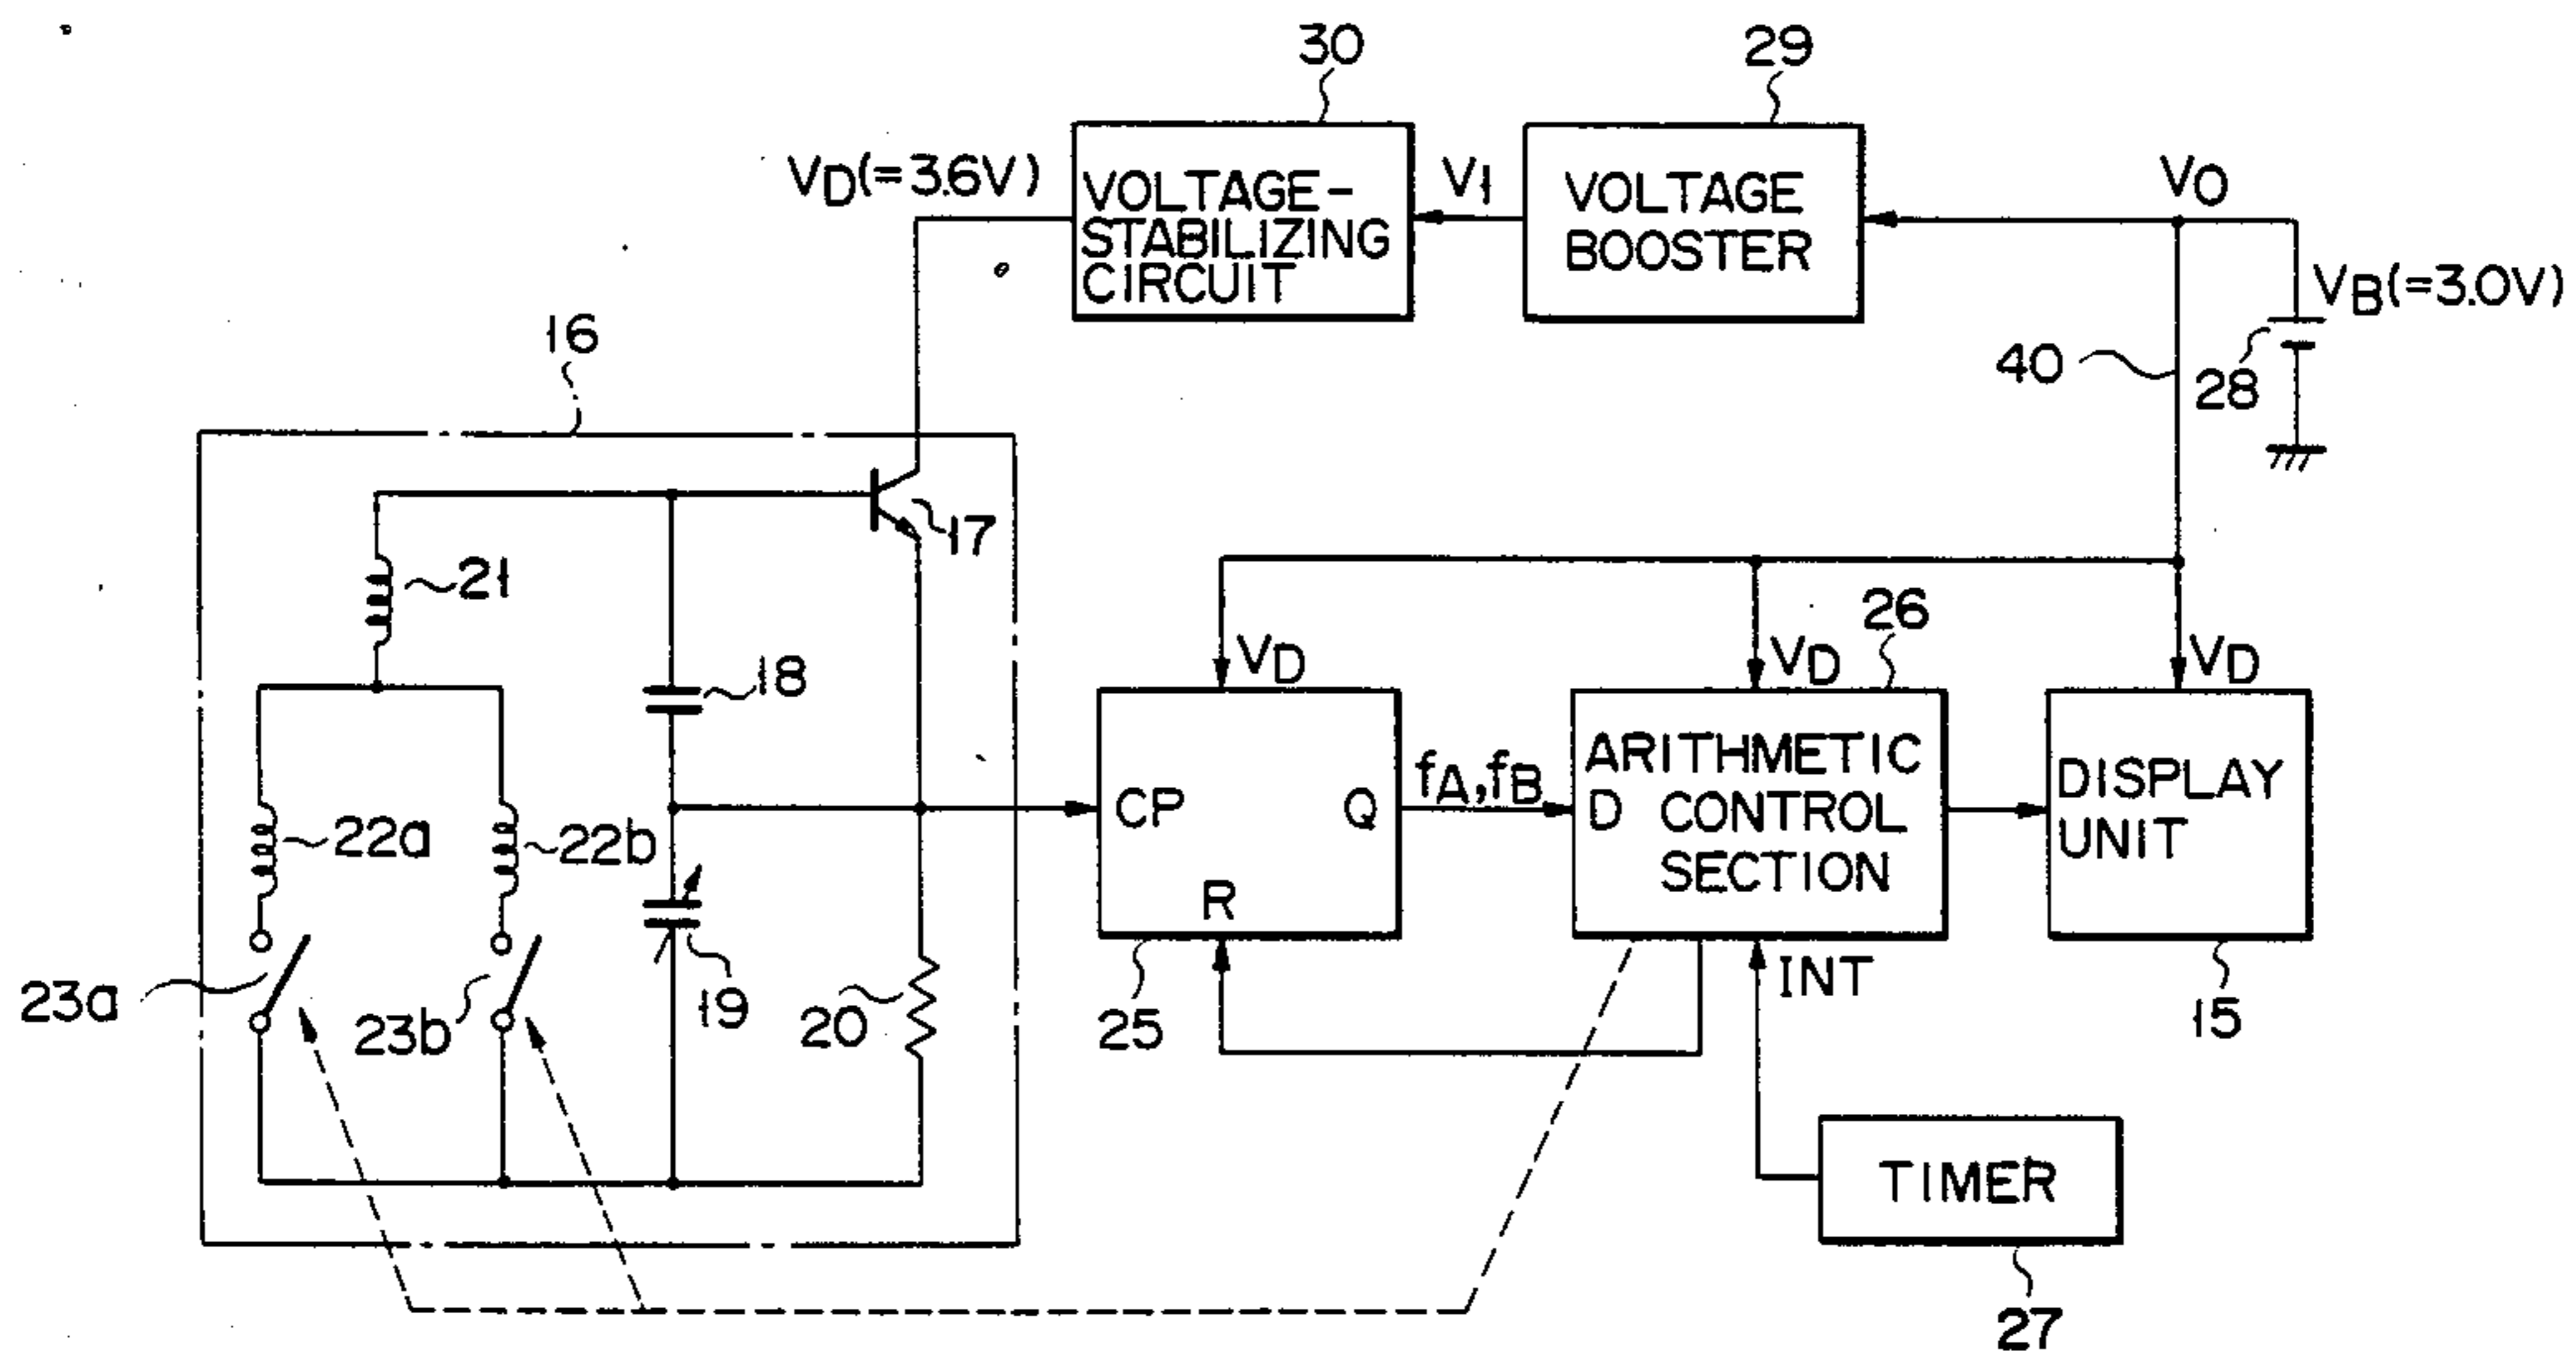 30
29
VD(=3.6V)
VOLTAGE-
STABILIZING
CIRCUIT
V1
VOLTAGE
BOOSTER
VO
VB(=3.0V)
28
40
16
17
21
18
22a
22b
23a
23b
19
20
VD
VD
26
VD
CP
Q
R
25
fA,fB
ARITHMETIC
D CONTROL
SECTION
DISPLAY
UNIT
INT
15
TIMER
27